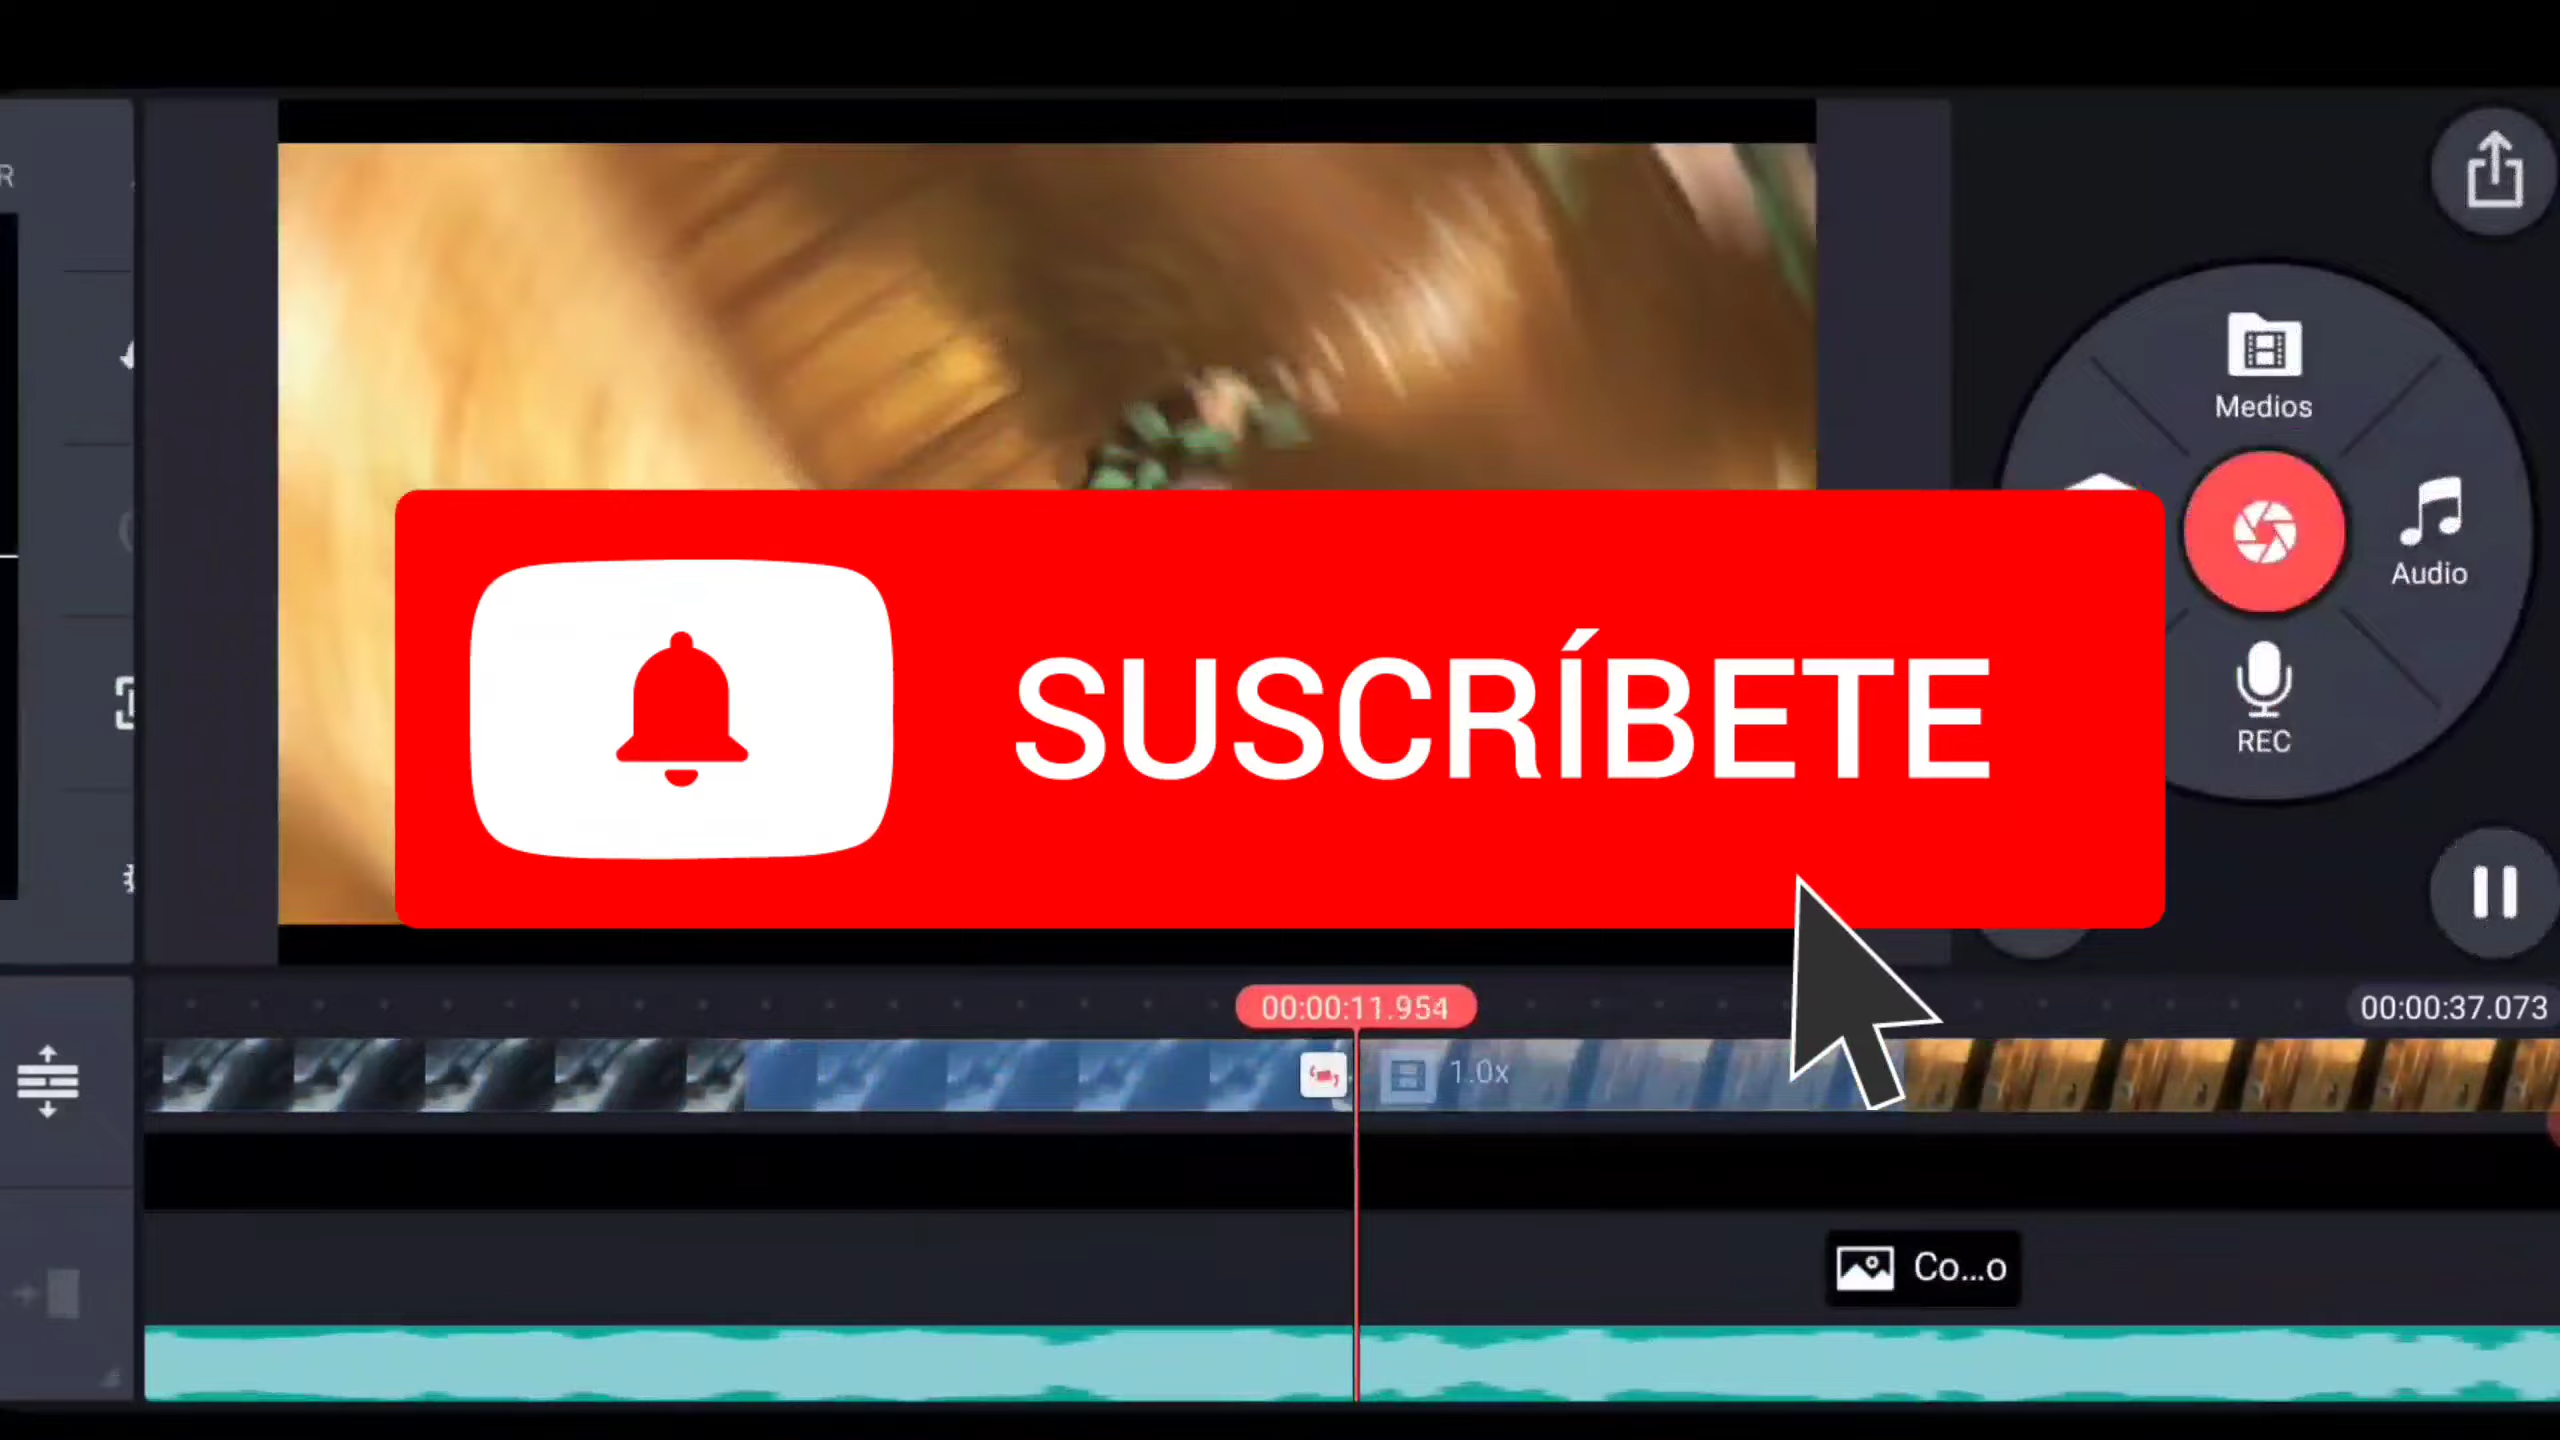 R
Medios
Audio
SUSCRÍBETE
REC
00:00:11.954
00:00:37.073
1.0x
Co...o